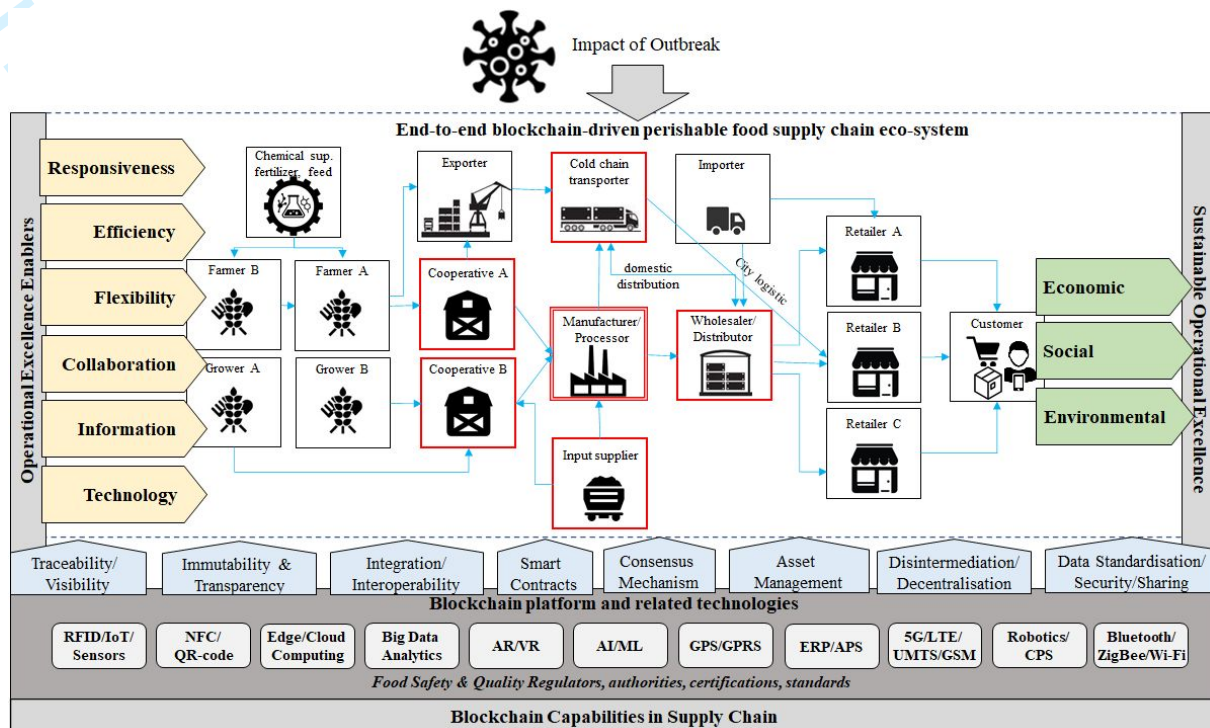 Impact of Outbreak
End-to-end blockchain-driven perishable food supply chain eco-system
Operational Excellence Enablers
Responsiveness
Efficiency
Flexibility
Collaboration
Information
Technology
Chemical sup.
fertilizer, feed
Exporter
Cold chain
transporter
Importer
Retailer A
Farmer B
Farmer A
Cooperative A
domestic
distribution
City logistic
Manufacturer/
Processor
Wholesaler/
Distributor
Retailer B
Customer
Grower A
Grower B
Cooperative B
Input supplier
Retailer C
Economic
Social
Environmental
Sustainable Operational Excellence
Traceability/
Visibility
Immutability &
Transparency
Integration/
Interoperability
Smart
Contracts
Consensus
Mechanism
Asset
Management
Disintermediation/
Decentralisation
Data Standardisation/
Security/Sharing
Blockchain platform and related technologies
RFID/IoT/
Sensors
NFC/
QR-code
Edge/Cloud
Computing
Big Data
Analytics
AR/VR
AI/ML
GPS/GPRS
ERP/APS
5G/LTE/
UMTS/GSM
Robotics/
CPS
Bluetooth/
ZigBee/Wi-Fi
Food Safety & Quality Regulators, authorities, certifications, standards
Blockchain Capabilities in Supply Chain